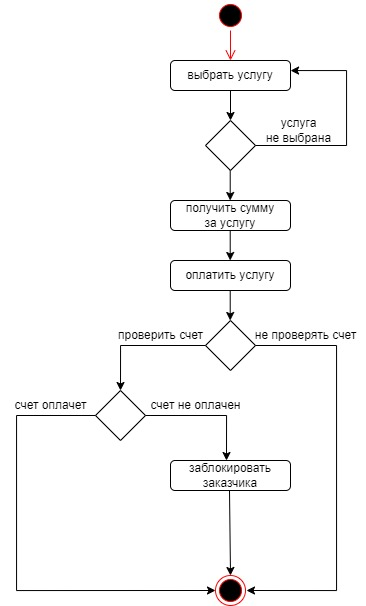 выбрать услугу
услуга
не выбрана
получить сумму
за услугу
оплатить услугу
проверить счет
не проверять счет
счет оплачет
счет не оплачен
заблокировать
заказчика